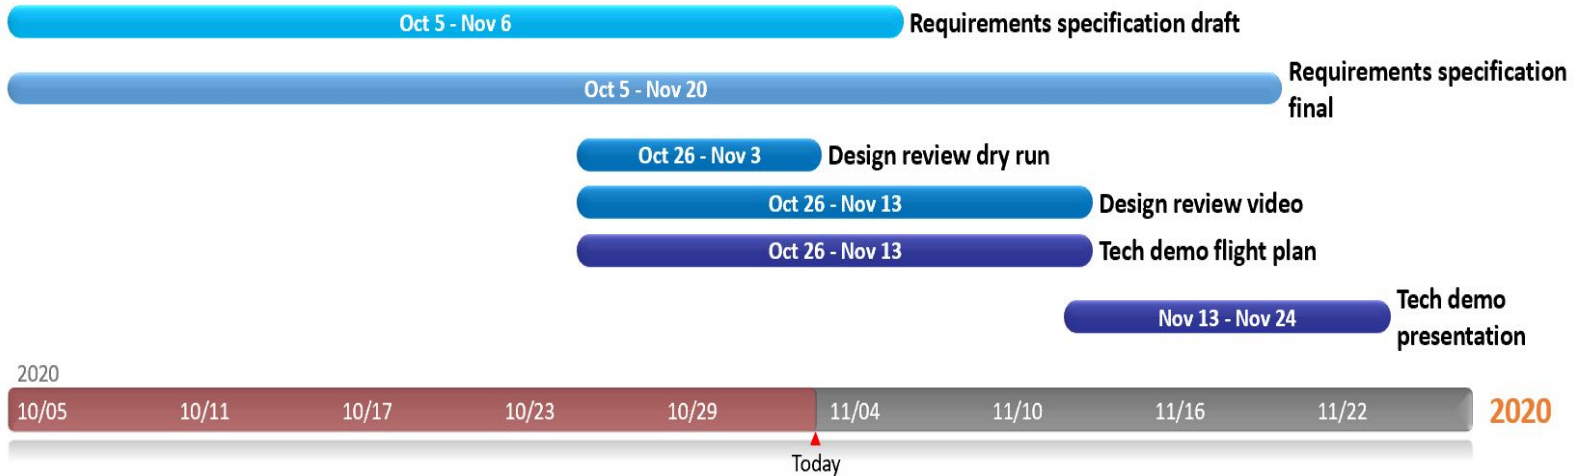 Oct 5 - Nov 6
Requirements specification draft
Oct 5 - Nov 20
Requirements specification
final
Oct 26 - Nov 3
Design review dry run
Oct 26 - Nov 13
Design review video
Oct 26 - Nov 13
Tech demo flight plan
Nov 13 - Nov 24
Tech demo
presentation
2020
10/05 10/11 10/17 10/23 10/29 11/04 11/10 11/16 11/22
2020
Today